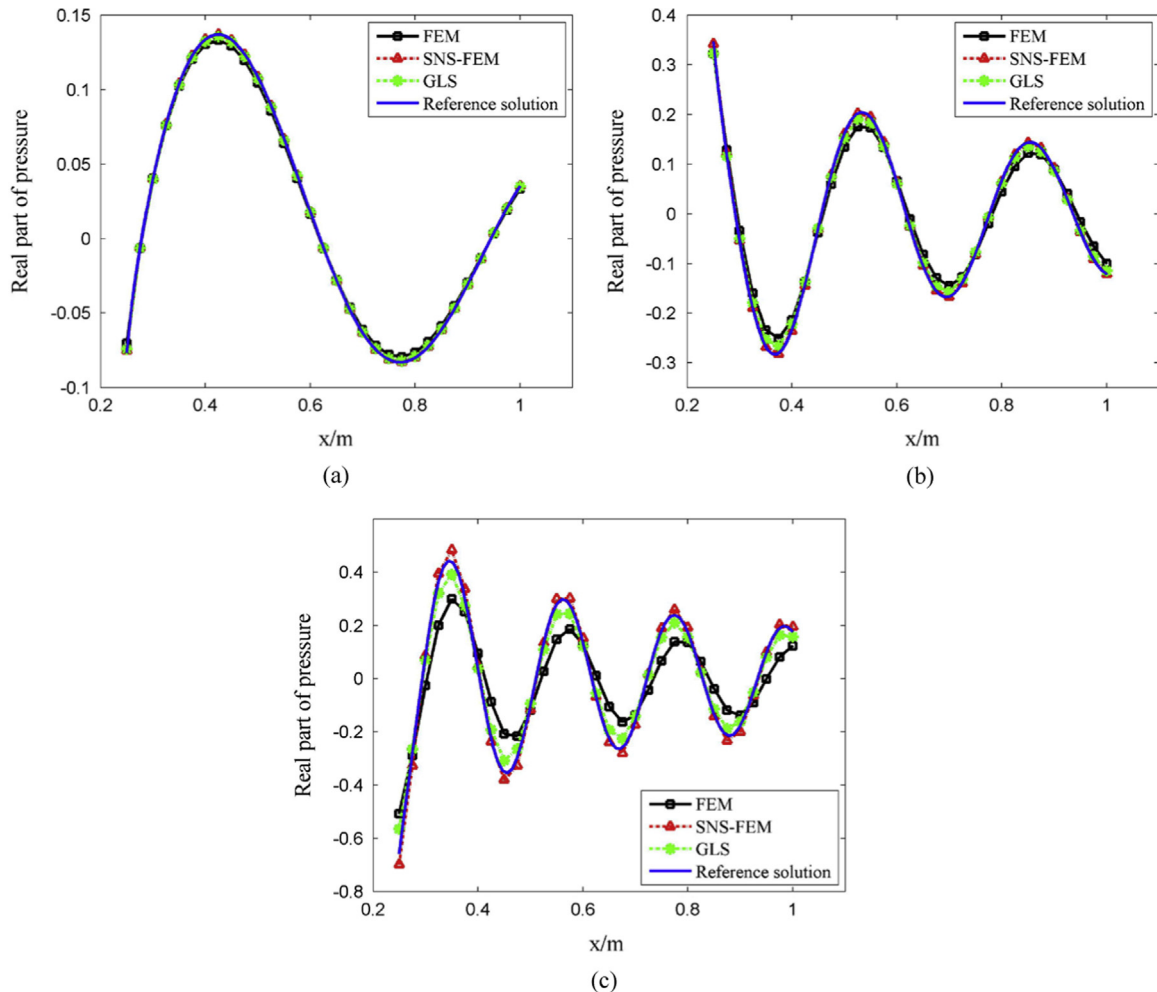 0.15
0.1
0.05
0
-0.05
-0.1
0.2
0.4
0.6
0.8
1
Real part of pressure
x/m
FEM
SNS-FEM
GLS
Reference solution
(a)
0.4
0.3
0.2
0.1
0
-0.1
-0.2
-0.3
0.2
0.4
0.6
0.8
1
Real part of pressure
x/m
FEM
SNS-FEM
GLS
Reference solution
(b)
0.4
0.2
0
-0.2
-0.4
-0.6
-0.8
0.2
0.4
0.6
0.8
1
Real part of pressure
x/m
FEM
SNS-FEM
GLS
Reference solution
(c)